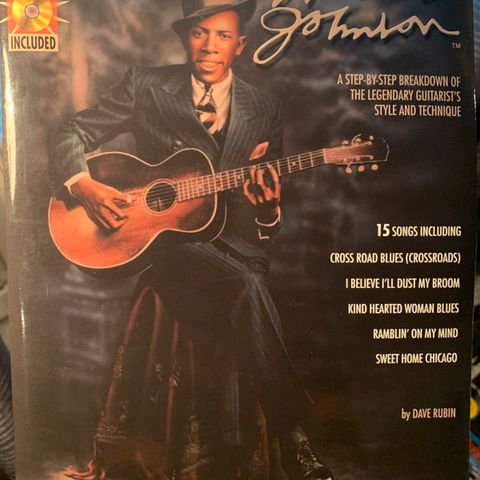 INCLUDED
Johnson
TM
A STEP-BY-STEP BREAKDOWN OF
THE LEGENDARY GUITARIST'S
STYLE AND TECHNIQUE
15 SONGS INCLUDING
CROSS ROAD BLUES (CROSSROADS)
I BELIEVE I'LL DUST MY BROOM
KIND HEARTED WOMAN BLUES
RAMBLIN' ON MY MIND
SWEET HOME CHICAGO
by DAVE RUBIN